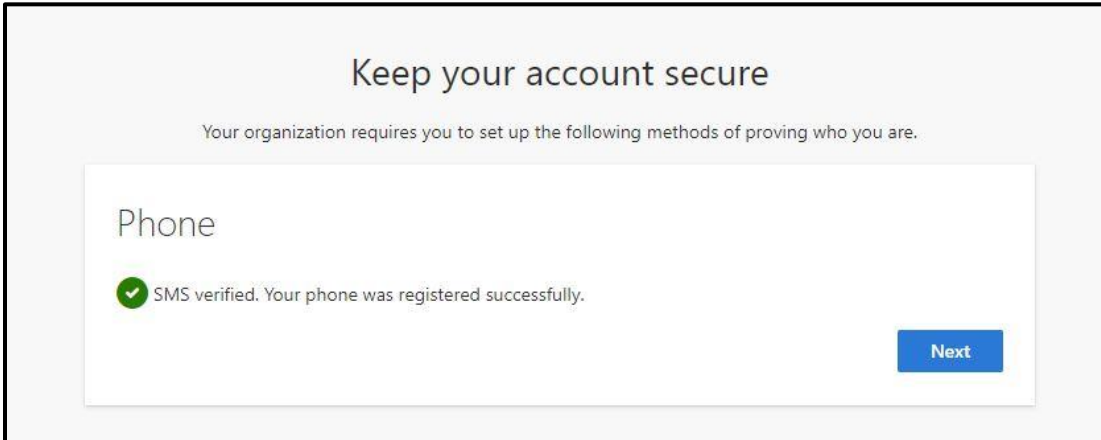 Keep your account secure
Your organization requires you to set up the following methods of proving who you are.
Phone
SMS verified. Your phone was registered successfully.
Next